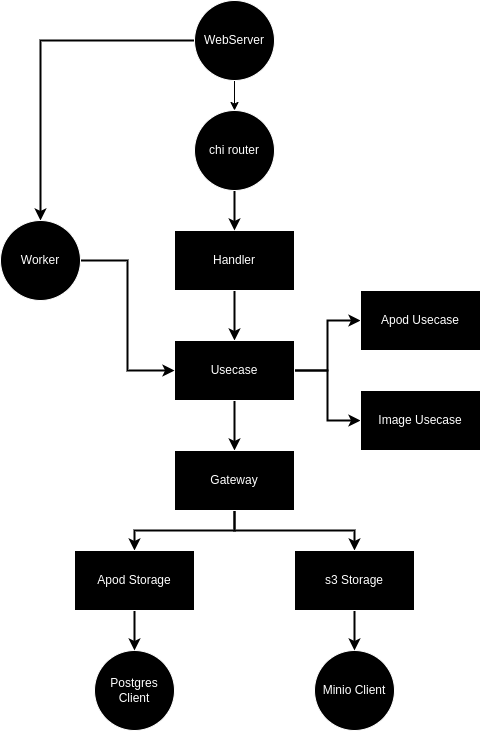 WebServer
chi router
Worker
Handler
Apod Usecase
Usecase
Image Usecase
Gateway
Apod Storage
s3 Storage
Postgres
Client
Minio Client